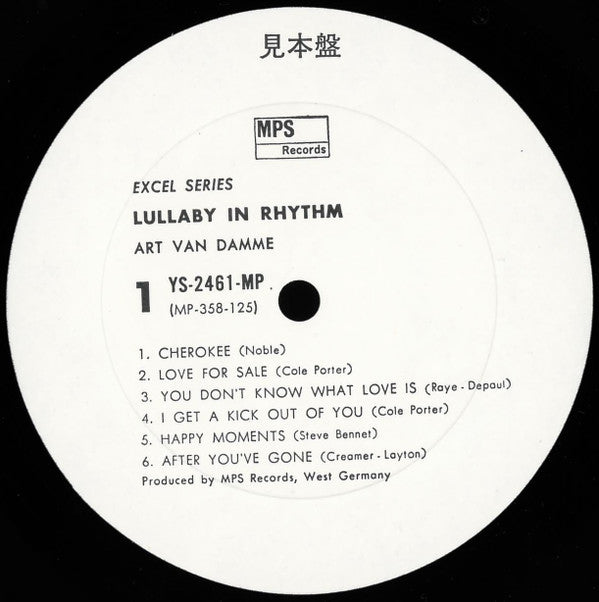 見本盤
MPS
Records
EXCEL SERIES
LULLABY IN RHYTHM
ART VAN DAMME
1 YS-2461-MP
(MP-358-125)
1. CHEROKEE (Noble)
2. LOVE FOR SALE (Cole Porter)
3. YOU DON'T KNOW WHAT LOVE IS (Raye-Depaul)
4. I GET A KICK OUT OF YOU (Cole Porter)
5. HAPPY MOMENTS (Steve Bennet)
6. AFTER YOU'VE GONE (Creamer-Layton)
Produced by MPS Records, West Germany